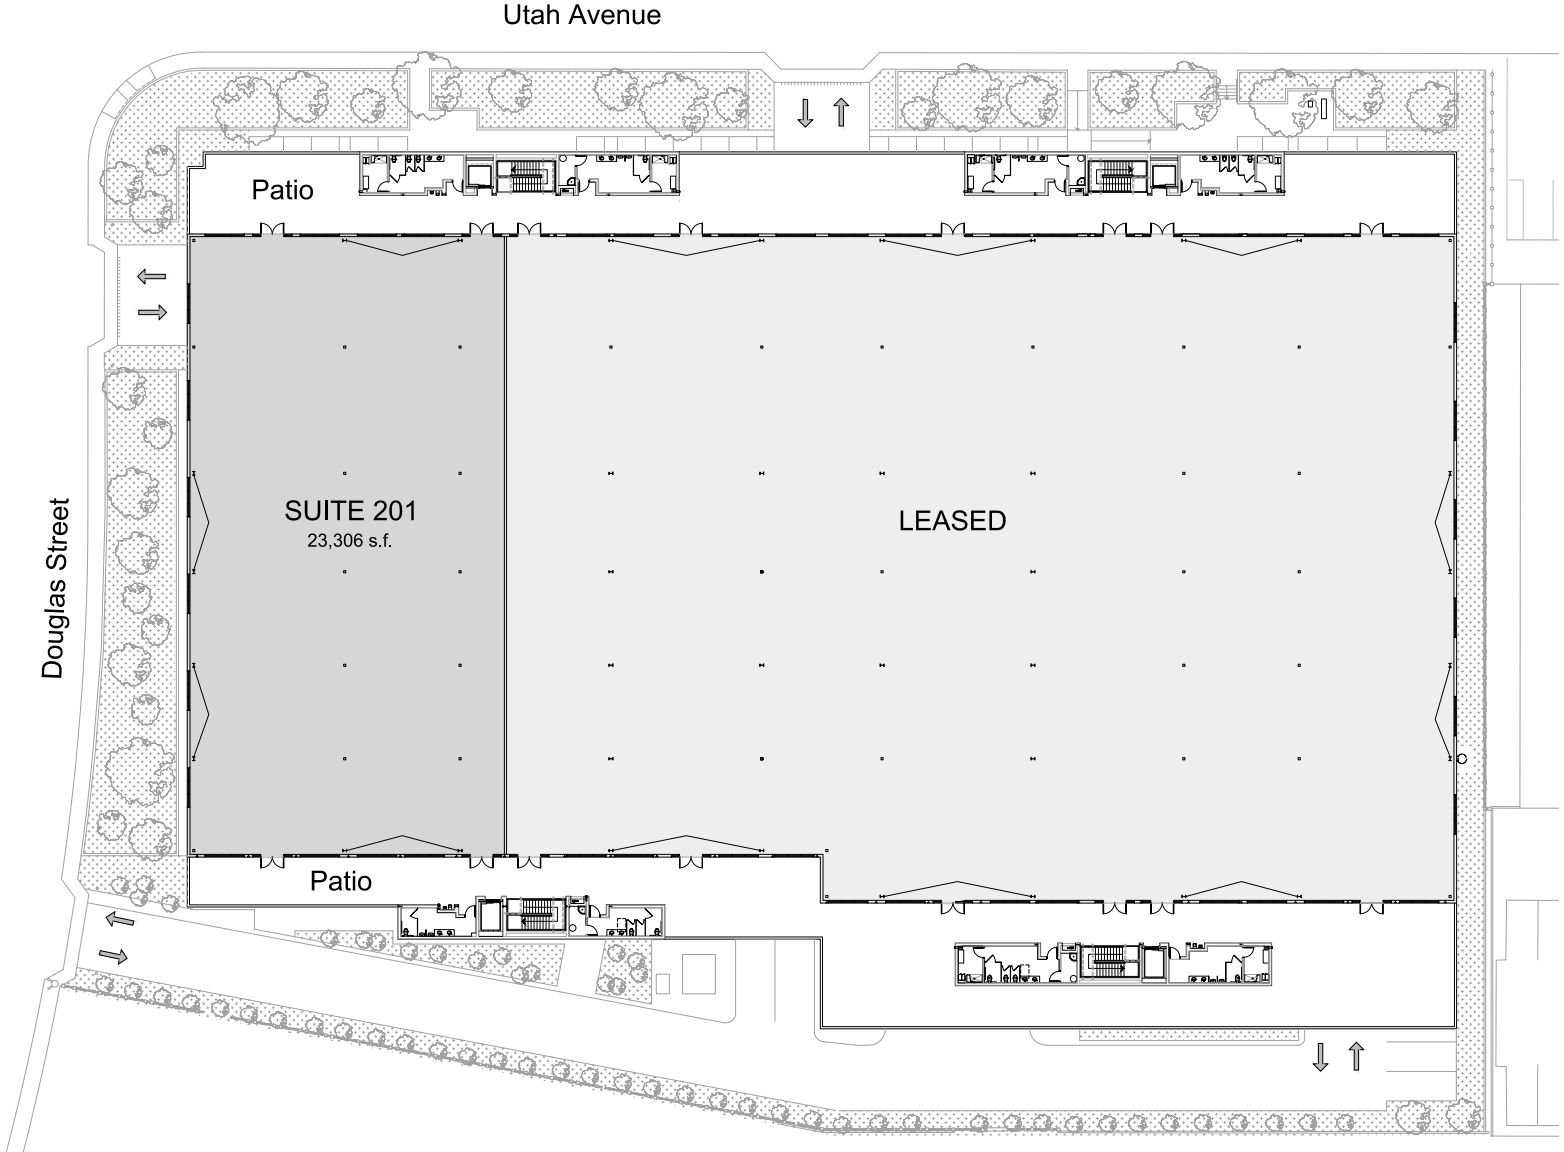 Utah Avenue
Patio
Douglas Street
SUITE 201
23,306 s.f.
LEASED
Patio